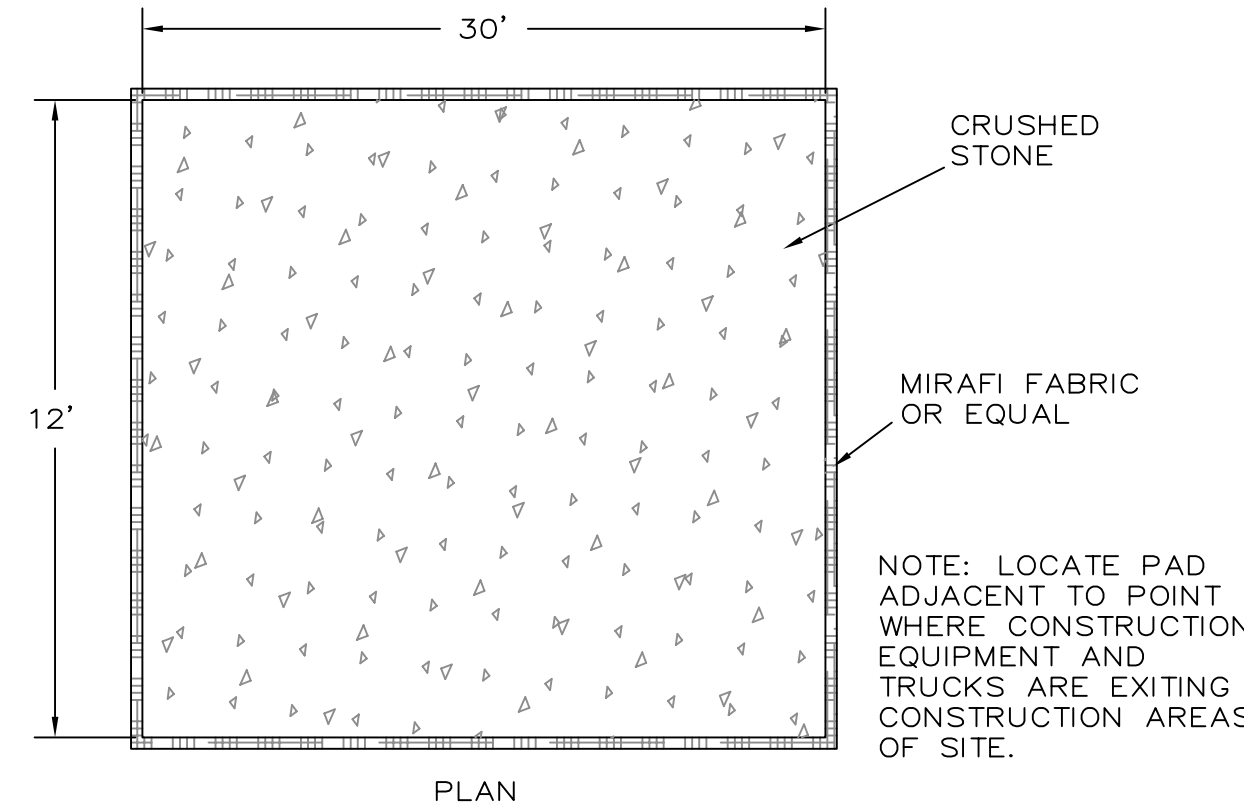 30'
CRUSHED
STONE
12'
MIRAFI FABRIC
OR EQUAL
NOTE: LOCATE PAD
ADJACENT TO POINT
WHERE CONSTRUCTION
EQUIPMENT AND
TRUCKS ARE EXITING
CONSTRUCTION AREAS
OF SITE.
PLAN